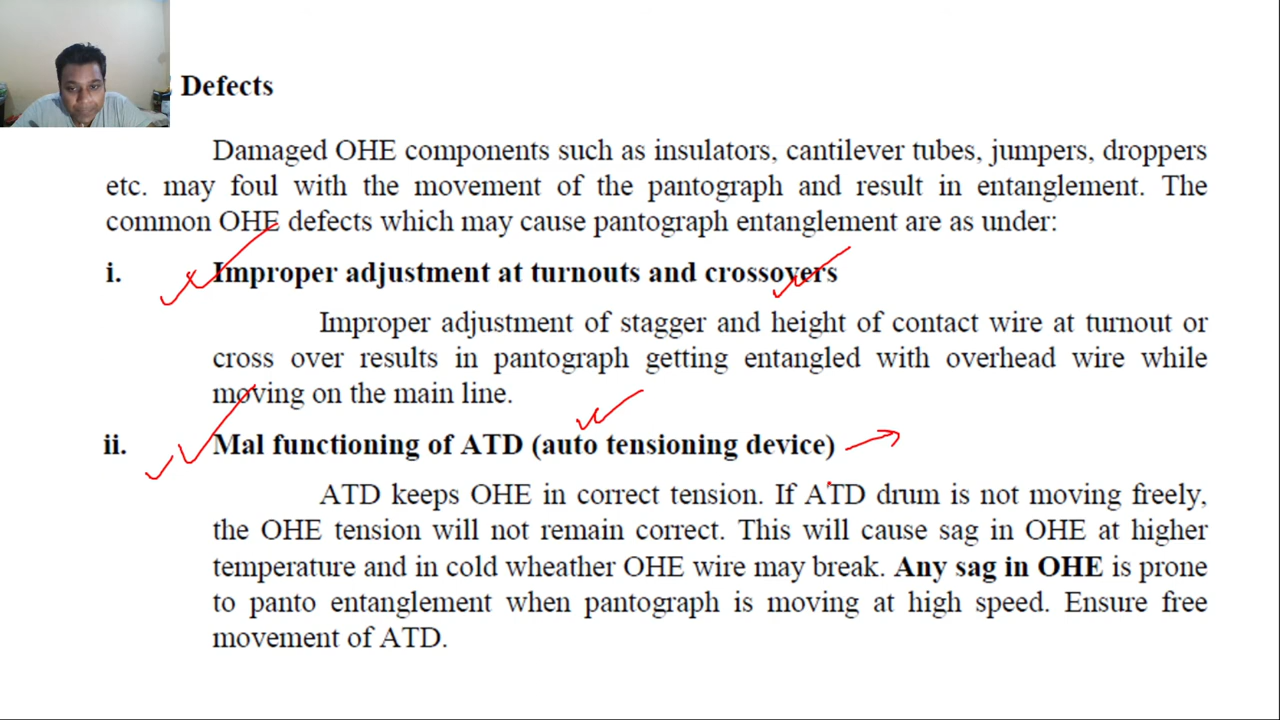 Defects
Damaged OHE components such as insulators, cantilever tubes, jumpers, droppers
etc. may foul with the movement of the pantograph and result in entanglement. The
common OHE defects which may cause pantograph entanglement are as under:
i. Improper adjustment at turnouts and crossovers
Improper adjustment of stagger and height of contact wire at turnout or
cross over results in pantograph getting entangled with overhead wire while
moving on the main line.
ii. Mal functioning of ATD (auto tensioning device)
ATD keeps OHE in correct tension. If ATD drum is not moving freely,
the OHE tension will not remain correct. This will cause sag in OHE at higher
temperature and in cold wheather OHE wire may break. Any sag in OHE is prone
to panto entanglement when pantograph is moving at high speed. Ensure free
movement of ATD.